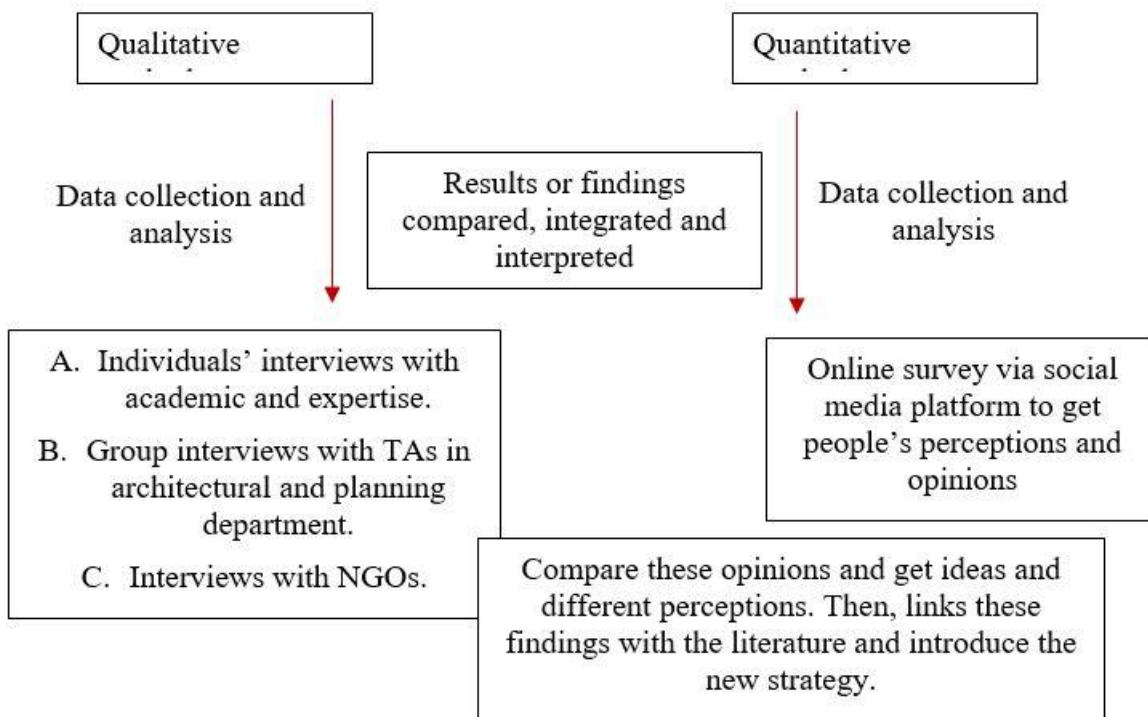 Qualitative
Quantitative
Data collection and
analysis
Results or findings
compared, integrated and
interpreted
Data collection and
analysis
A. Individuals’ interviews with
academic and expertise.
B. Group interviews with TAs in
architectural and planning
department.
C. Interviews with NGOs.
Online survey via social
media platform to get
people’s perceptions and
opinions
Compare these opinions and get ideas and
different perceptions. Then, links these
findings with the literature and introduce the
new strategy.